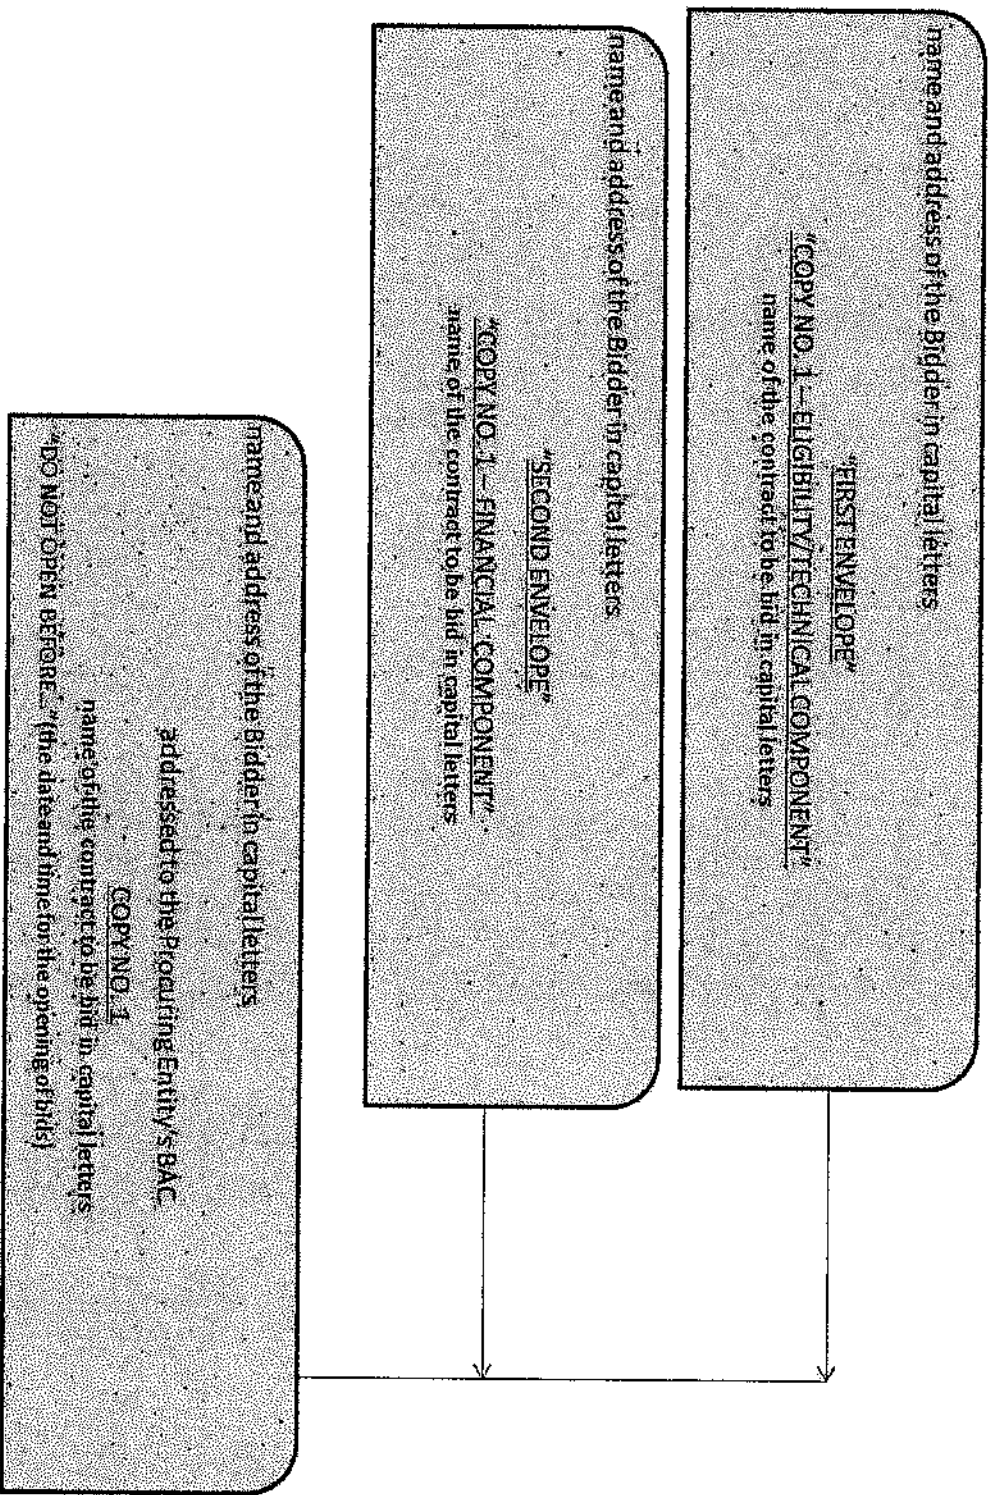 name and address of the Bidder in capital letters
"FIRST ENVELOPE"
"COPY NO. 1 – ELIGIBILITY/TECHNICAL COMPONENT"
name of the contract to be bid in capital letters
name and address of the Bidder in capital letters
"SECOND ENVELOPE"
"COPY NO. 1 – FINANCIAL COMPONENT"
name of the contract to be bid in capital letters
name and address of the Bidder in capital letters
addressed to the Procuring Entity's BAC
COPY NO. 1
name of the contract to be bid in capital letters
"DO NOT OPEN BEFORE..." (the date and time for the opening of bids)